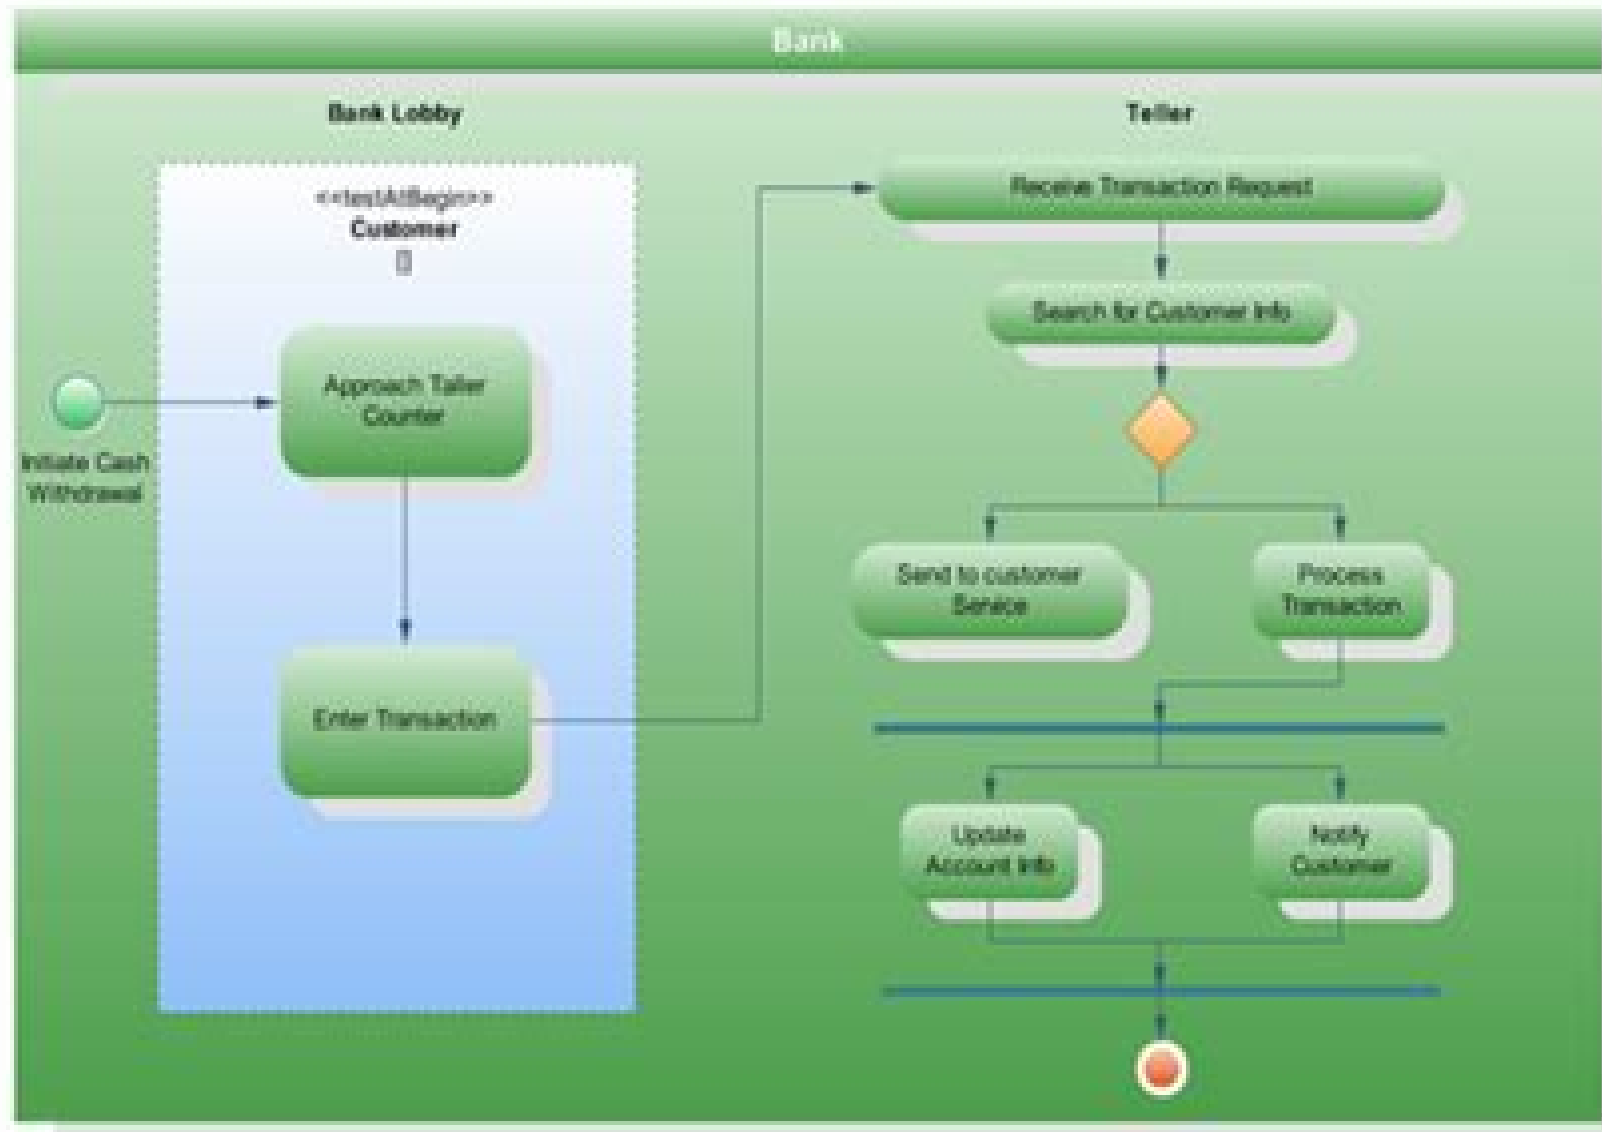 Bank
Bank Lobby
Teller
<<testAtBegin>>
Customer
[]
Initiate Cash
Withdrawal
Approach Taller
Counter
Enter Transaction
Receive Transaction Request
Search for Customer Info
Send to customer
Service
Process
Transaction
Update
Account Info
Notify
Customer